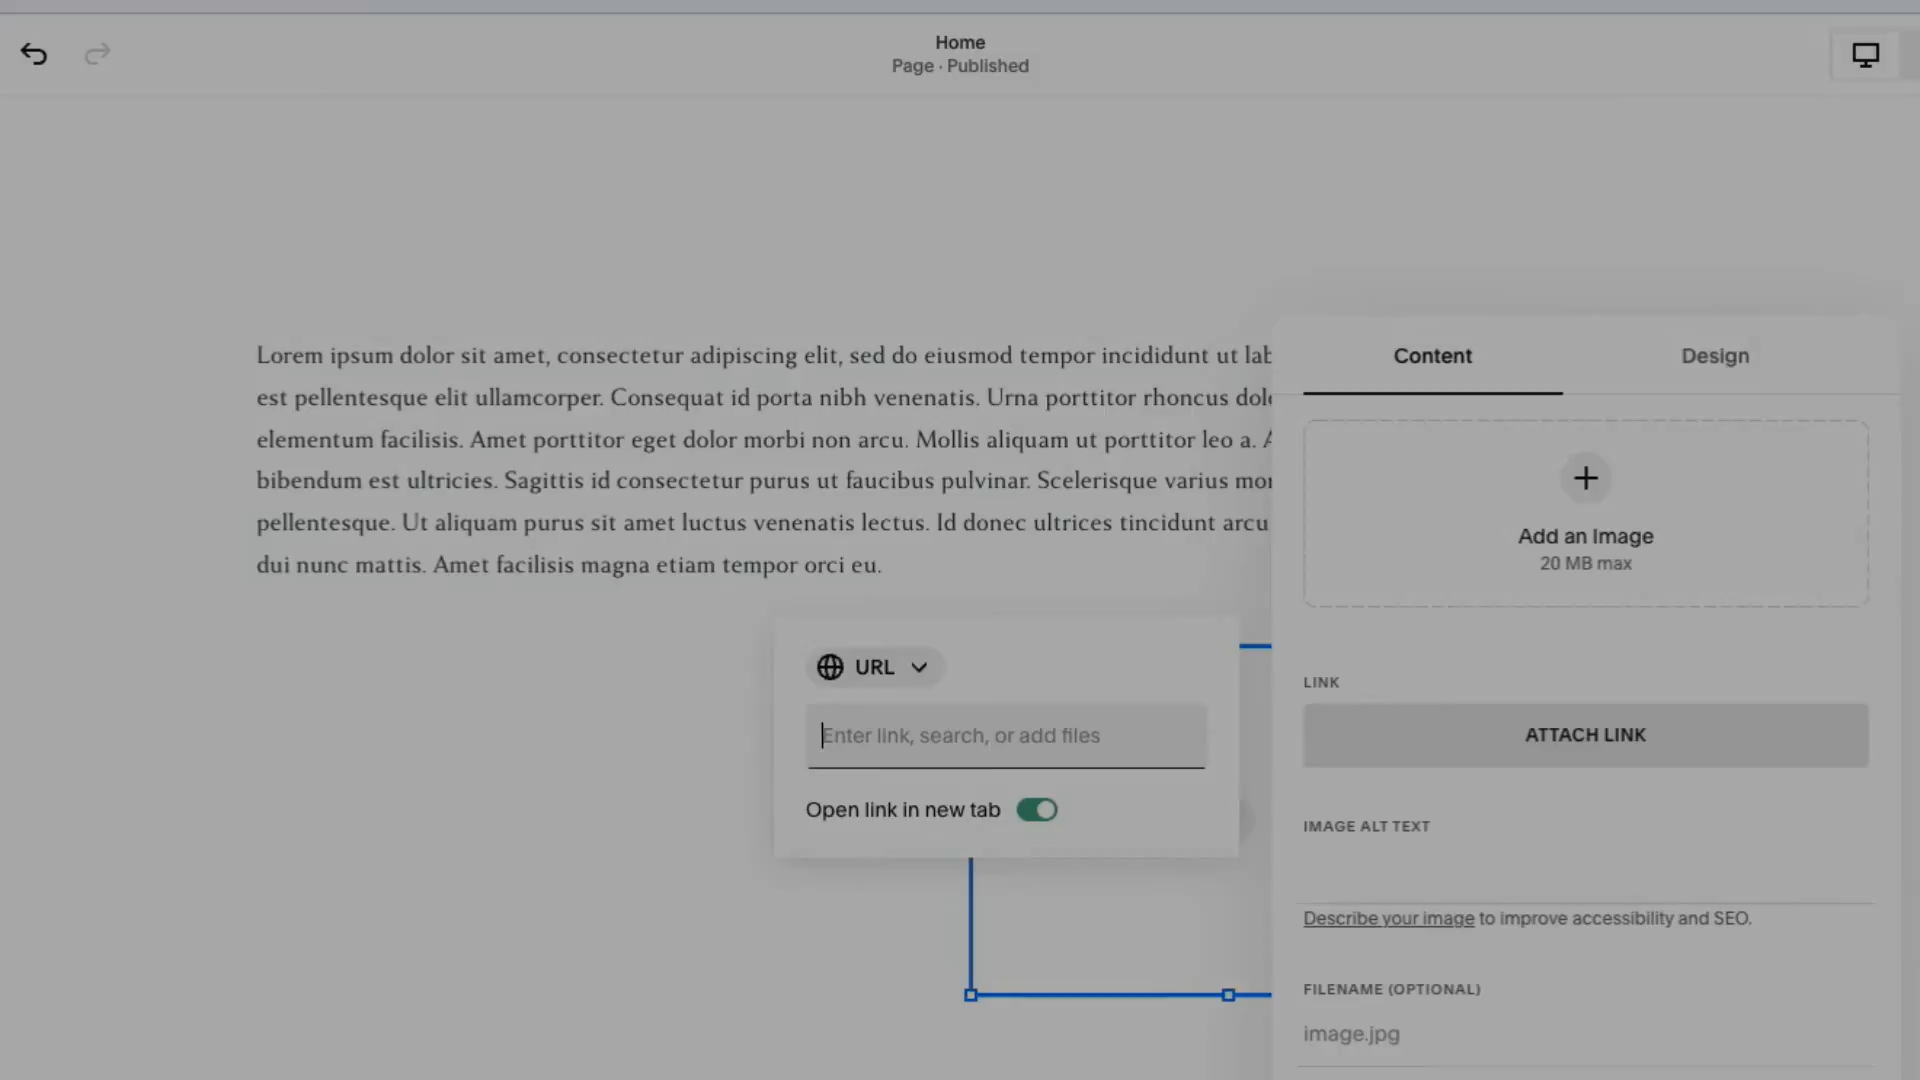 Home
Page · Published
Lorem ipsum dolor sit amet, consectetur adipiscing elit, sed do eiusmod tempor incididunt ut lab
est pellentesque elit ullamcorper. Consequat id porta nibh venenatis. Urna porttitor rhoncus dol
elementum facilisis. Amet porttitor eget dolor morbi non arcu. Mollis aliquam ut porttitor leo a. A
bibendum est ultricies. Sagittis id consectetur purus ut faucibus pulvinar. Scelerisque varius mor
pellentesque. Ut aliquam purus sit amet luctus venenatis lectus. Id donec ultrices tincidunt arcu
dui nunc mattis. Amet facilisis magna etiam tempor orci eu.
URL
Enter link, search, or add files
Open link in new tab
Content
Design
Add an Image
20 MB max
LINK
ATTACH LINK
IMAGE ALT TEXT
Describe your image to improve accessibility and SEO.
FILENAME (OPTIONAL)
image.jpg